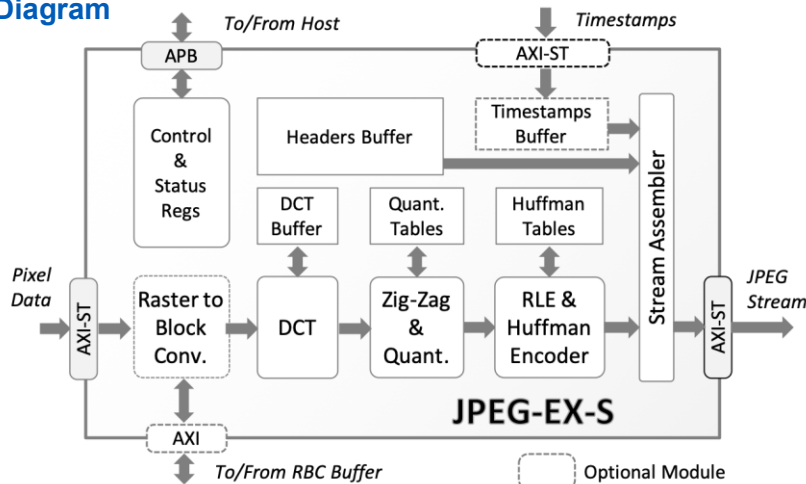 Diagram
To/From Host
Timestamps
APB
AXI-ST
Control
&
Status
Regs
Headers Buffer
Timestamps
Buffer
DCT
Buffer
Quant.
Tables
Huffman
Tables
Stream Assembler
Pixel
Data
AXI-ST
Raster to
Block
Conv.
DCT
Zig-Zag
&
Quant.
RLE &
Huffman
Encoder
AXI-ST
JPEG
Stream
JPEG-EX-S
AXI
To/From RBC Buffer
Optional Module